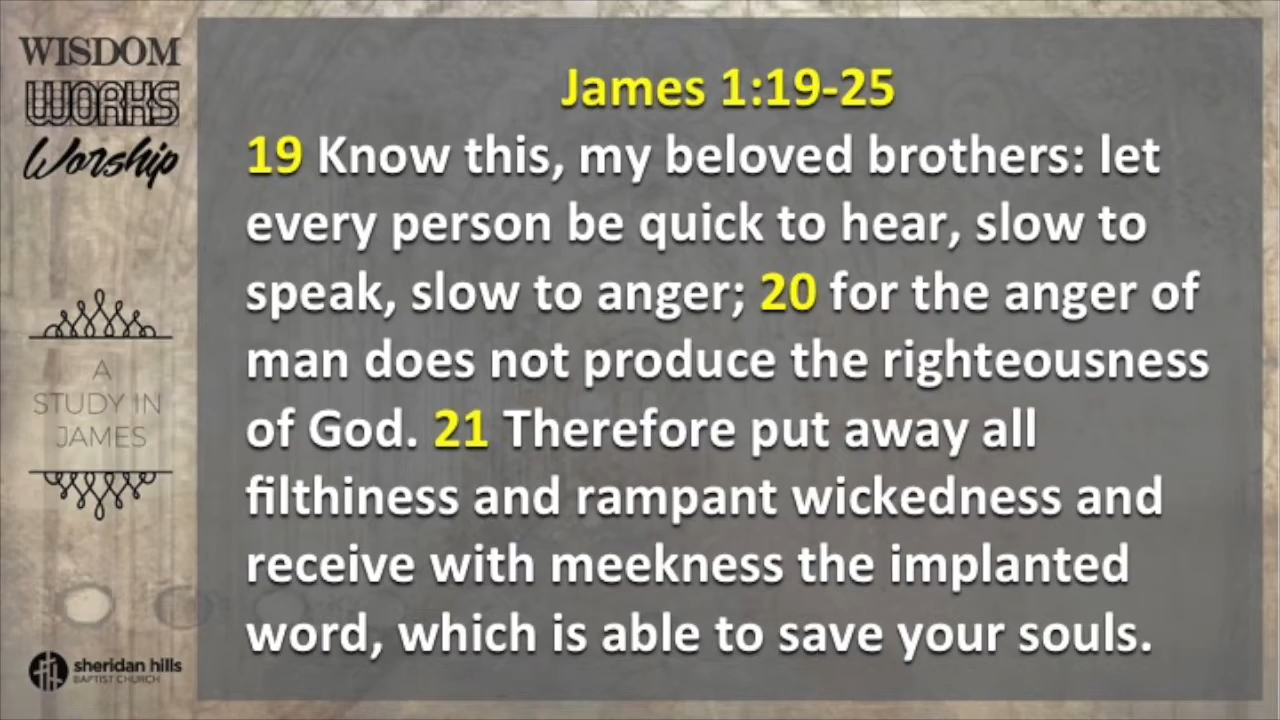 WISDOM
WORKS
Worship
A
STUDY IN
JAMES
sheridan hills
BAPTIST CHURCH
James 1:19-25
19 Know this, my beloved brothers: let
every person be quick to hear, slow to
speak, slow to anger; 20 for the anger of
man does not produce the righteousness
of God. 21 Therefore put away all
filthiness and rampant wickedness and
receive with meekness the implanted
word, which is able to save your souls.